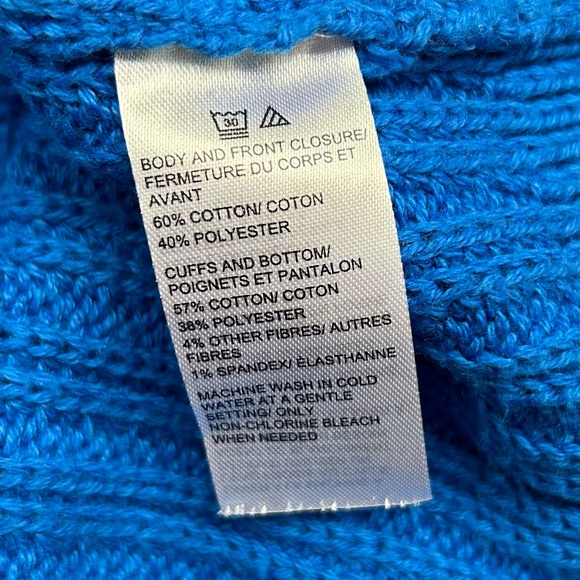 30
BODY AND FRONT CLOSURE/
FERMETURE DU CORPS ET
AVANT
60% COTTON/ COTON
40% POLYESTER
CUFFS AND BOTTOM/
POIGNETS ET PANTALON
57% COTTON/ COTON
38% POLYESTER
4% OTHER FIBRES/ AUTRES
FIBRES
1% SPANDEX/ ÉLASTHANNE
MACHINE WASH IN COLD
WATER AT A GENTLE
SETTING/ ONLY
NON-CHLORINE BLEACH
WHEN NEEDED